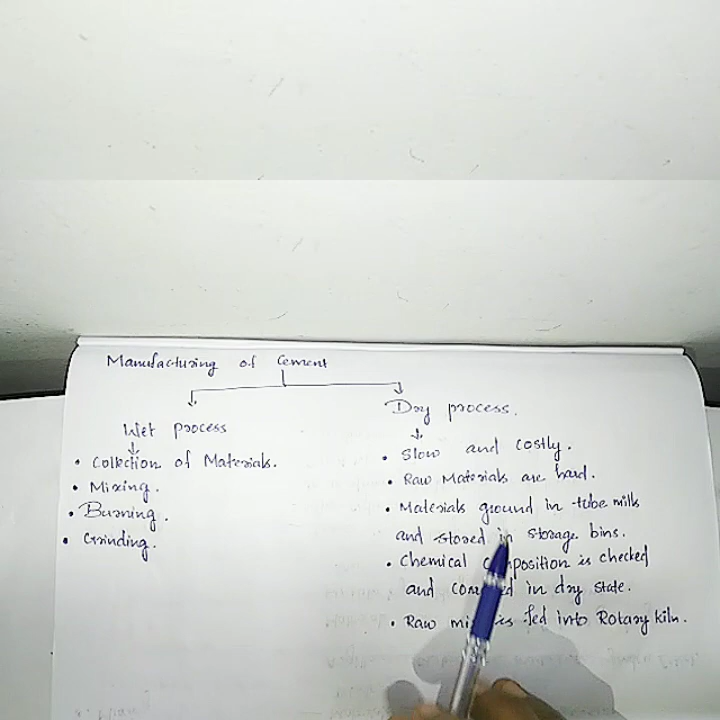 Manufacturing of Cement
Wet process
• Collection of Materials.
• Mixing.
• Burning.
• Grinding.
Dry process.
• Slow and costly.
• Raw Materials are hard.
• Materials ground in tube mills
and stored in storage bins.
• Chemical is checked
and in dry state.
• Raw is fed into Rotary kiln.